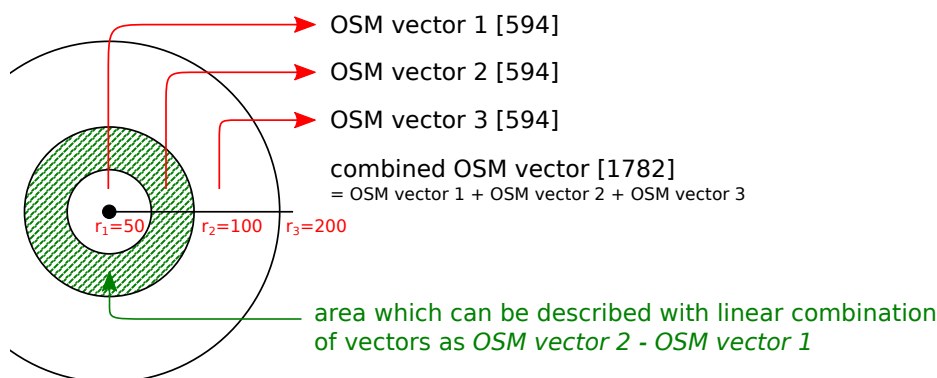 OSM vector 1 [594]
OSM vector 2 [594]
OSM vector 3 [594]
combined OSM vector [1782]
= OSM vector 1 + OSM vector 2 + OSM vector 3
r₁=50
r₂=100
r₃=200
area which can be described with linear combination
of vectors as OSM vector 2 - OSM vector 1